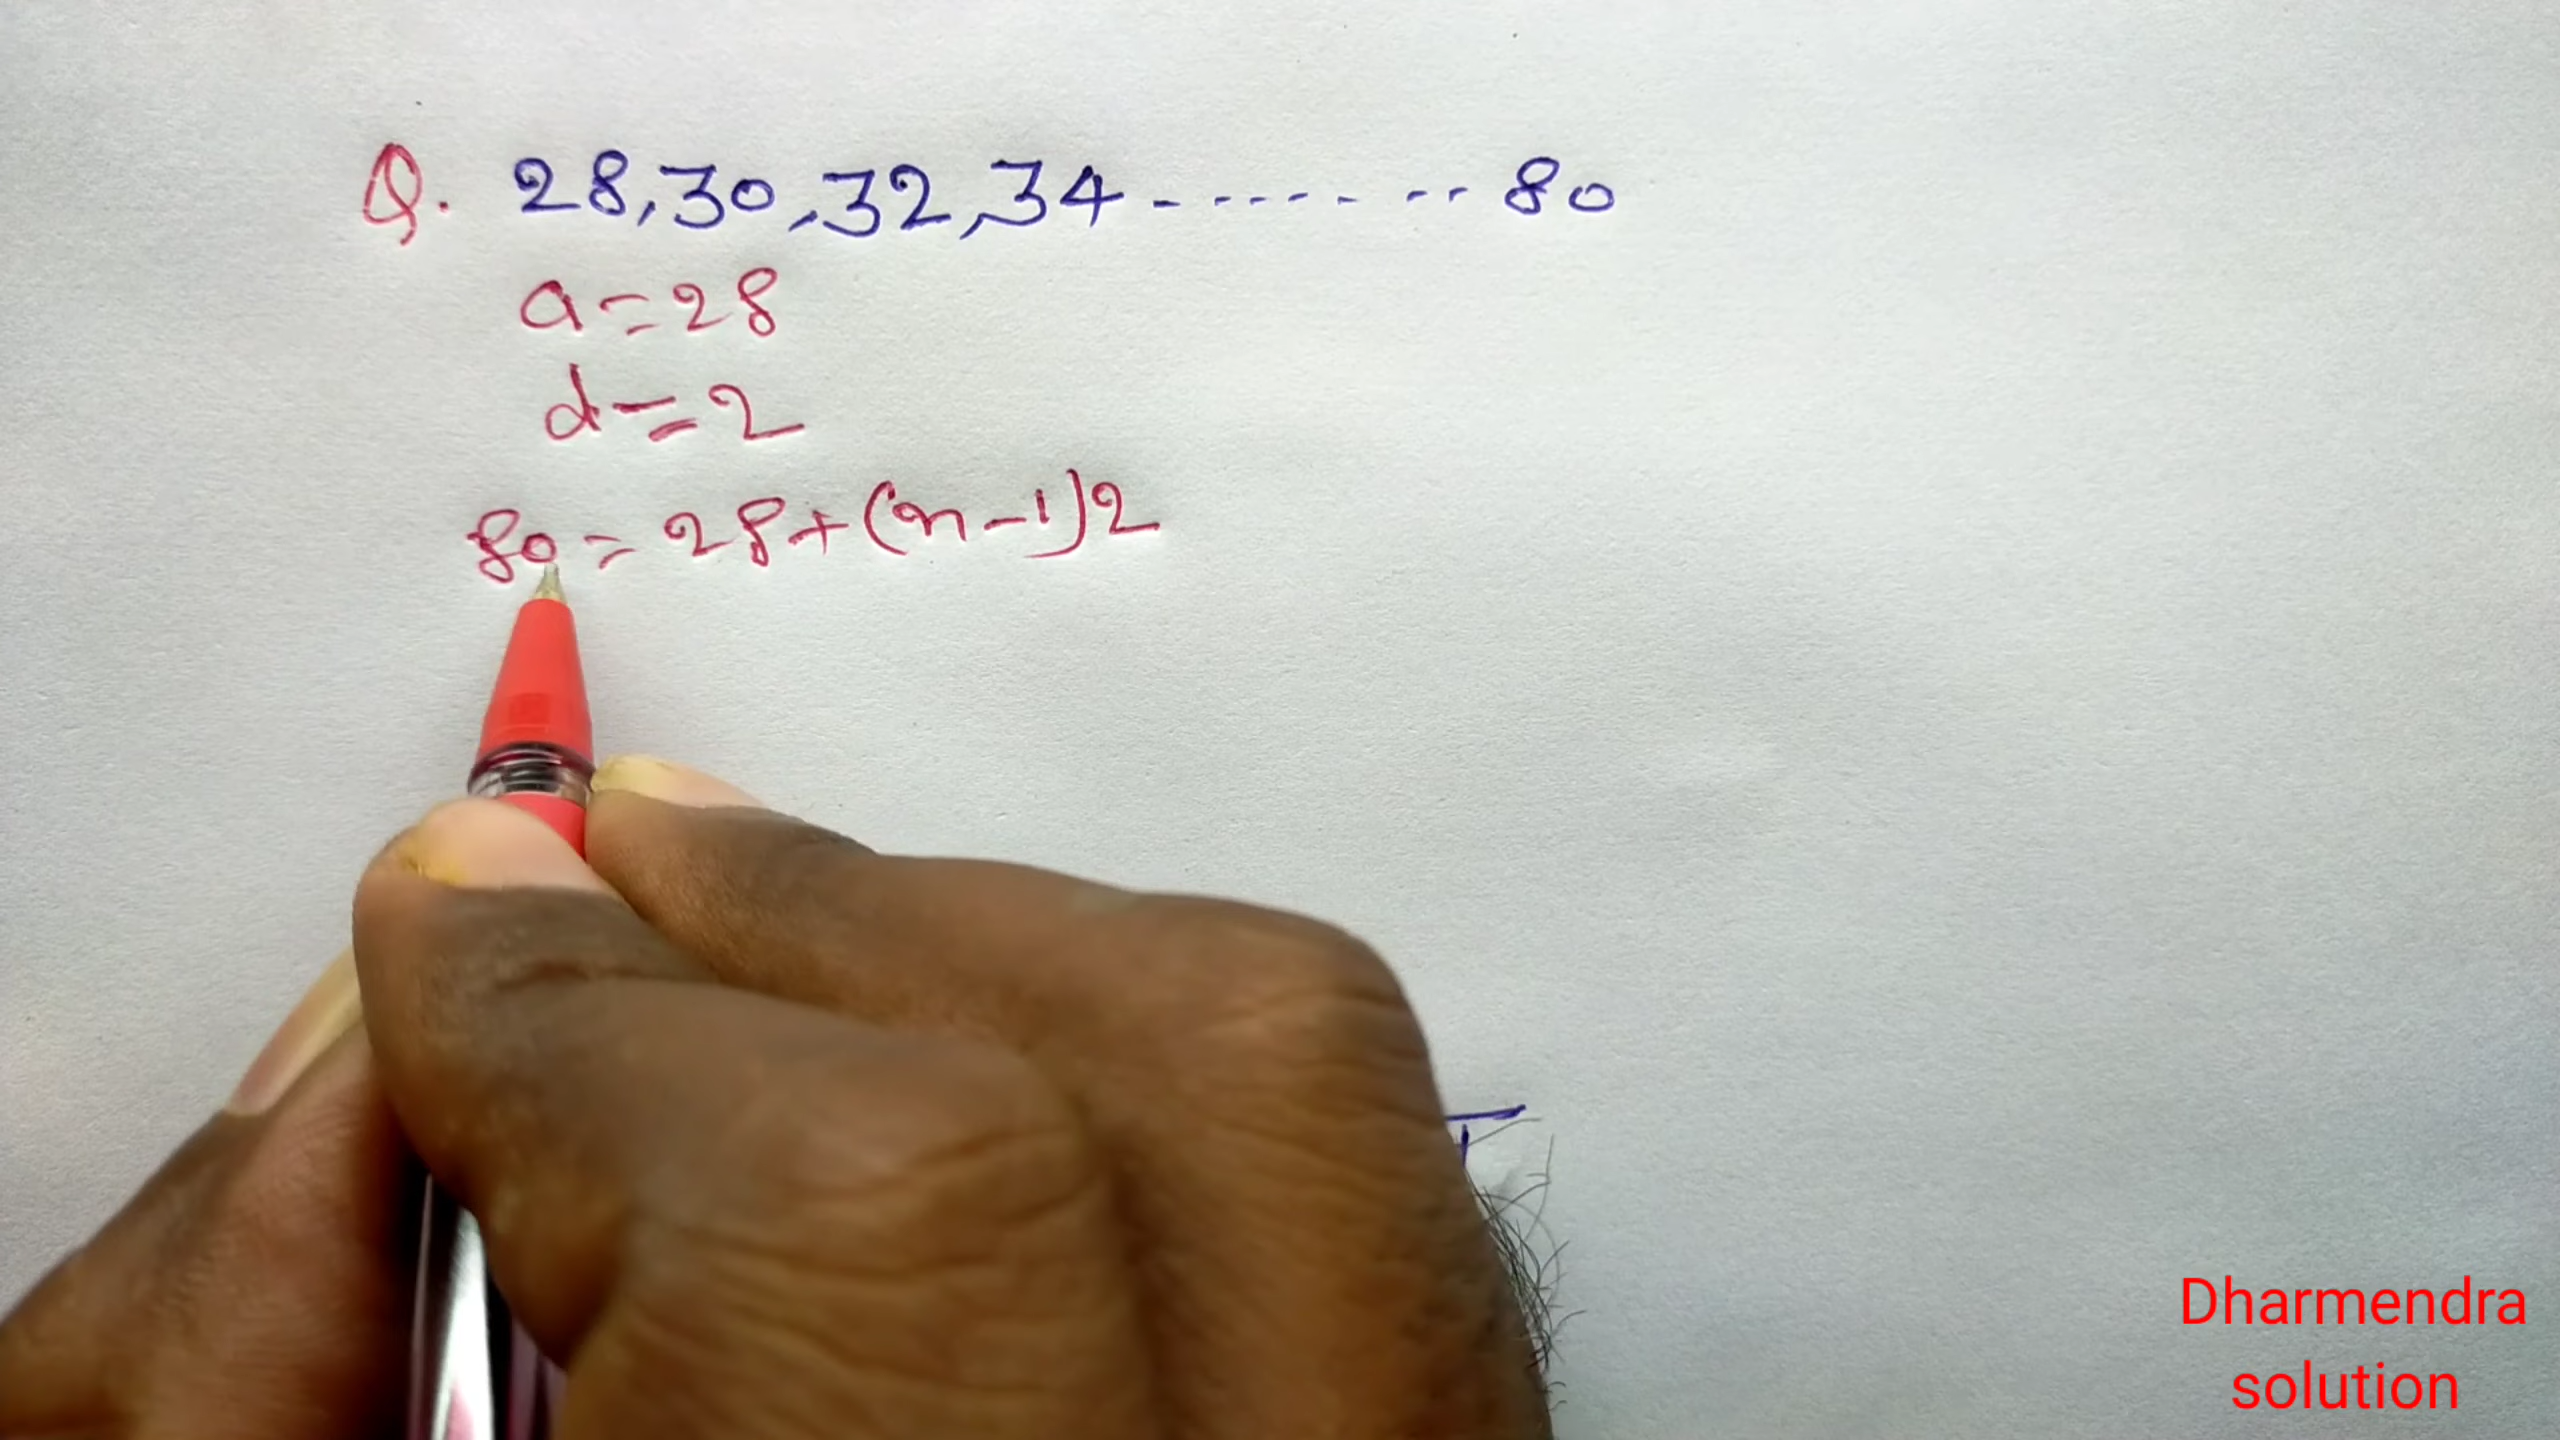 Q. 28,30,32,34-------- 80
a=28
d=2
80=28+(n-1)2
Dharmendra
solution